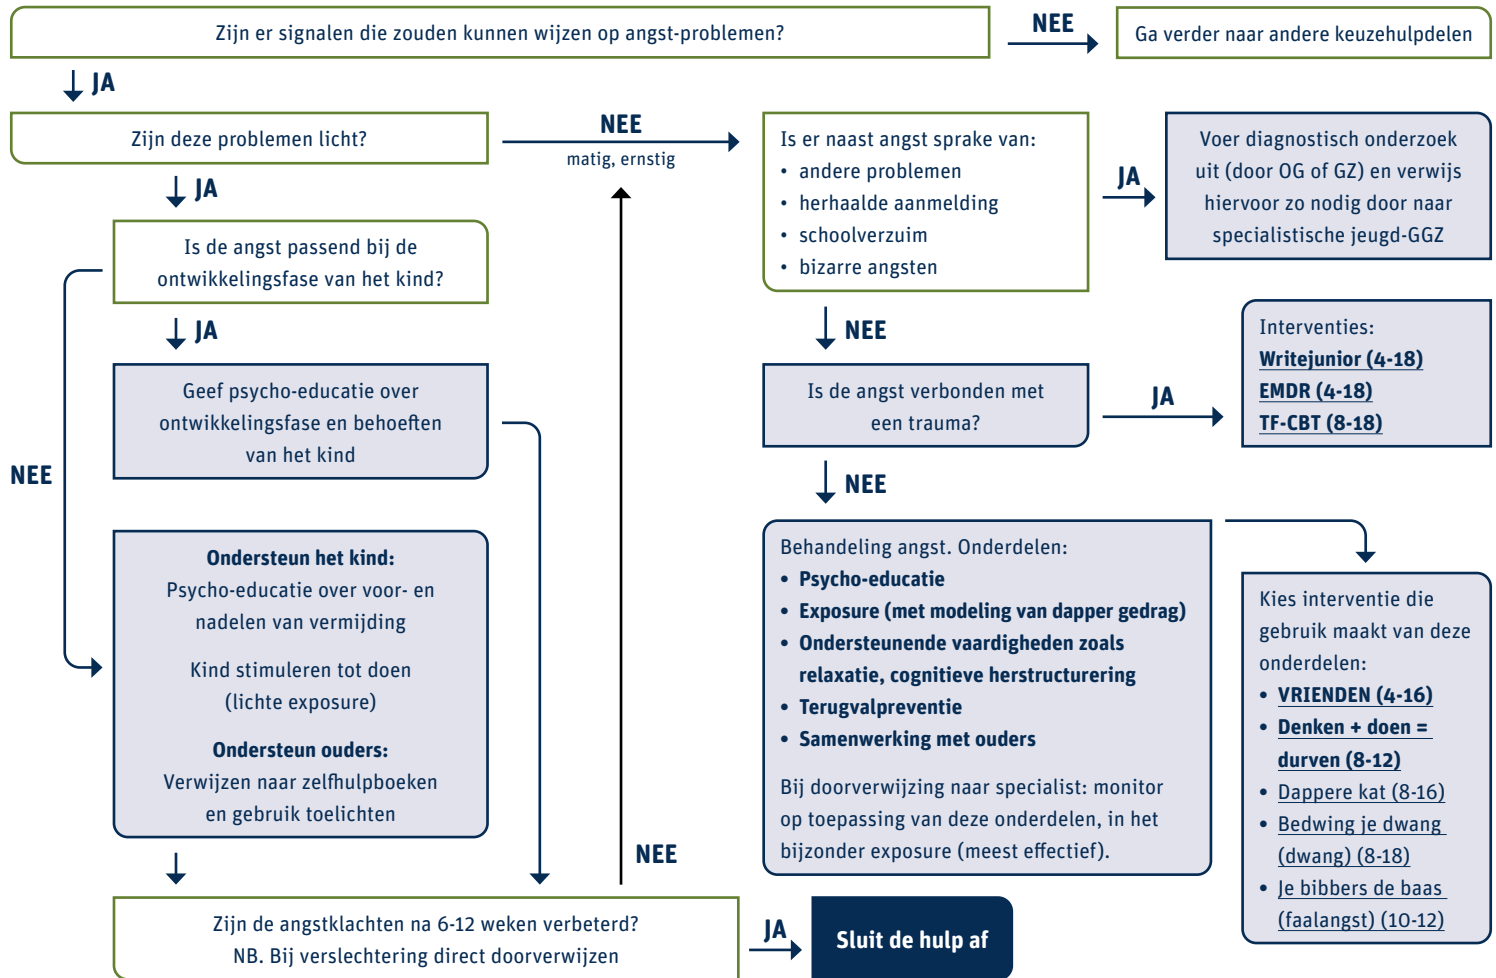 Zijn er signalen die zouden kunnen wijzen op angst-problemen?
NEE
Ga verder naar andere keuzehulpdelen
JA
Zijn deze problemen licht?
NEE
matig, ernstig
Is er naast angst sprake van:
• andere problemen
• herhaalde aanmelding
• schoolverzuim
• bizarre angsten
JA
Voer diagnostisch onderzoek
uit (door OG of GZ) en verwijs
hiervoor zo nodig door naar
specialistische jeugd-GGZ
JA
Is de angst passend bij de
ontwikkelingsfase van het kind?
NEE
JA
Geef psycho-educatie over
ontwikkelingsfase en behoeften
van het kind
NEE
Is de angst verbonden met
een trauma?
JA
Interventies:
Writejunior (4-18)
EMDR (4-18)
TF-CBT (8-18)
NEE
Ondersteun het kind:
Psycho-educatie over voor- en
nadelen van vermijding
Kind stimuleren tot doen
(lichte exposure)
Ondersteun ouders:
Verwijzen naar zelfhulpboeken
en gebruik toelichten
Behandeling angst. Onderdelen:
• Psycho-educatie
• Exposure (met modeling van dapper gedrag)
• Ondersteunende vaardigheden zoals
relaxatie, cognitieve herstructurering
• Terugvalpreventie
• Samenwerking met ouders
Bij doorverwijzing naar specialist: monitor
op toepassing van deze onderdelen, in het
bijzonder exposure (meest effectief).
Kies interventie die
gebruik maakt van deze
onderdelen:
• VRIENDEN (4-16)
• Denken + doen =
durven (8-12)
• Dappere kat (8-16)
• Bedwing je dwang
(dwang) (8-18)
• Je bibbers de baas
(faalangst) (10-12)
NEE
Zijn de angstklachten na 6-12 weken verbeterd?
NB. Bij verslechtering direct doorverwijzen
JA
Sluit de hulp af